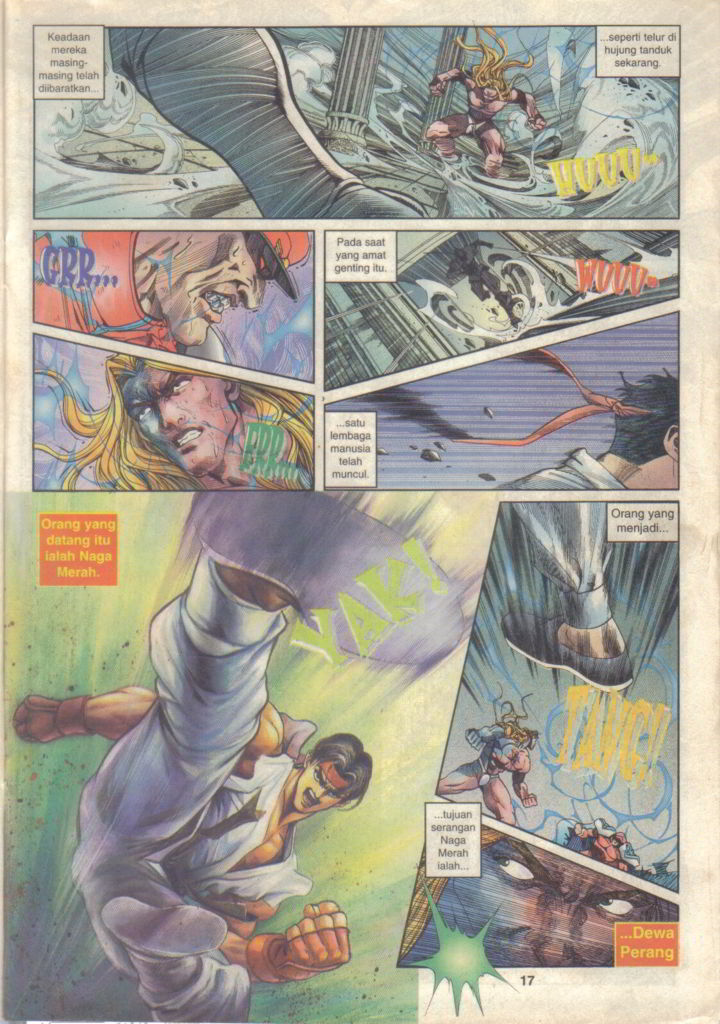 Keadaan
mereka
masing-
masing telah
diibaratkan...
...seperti telur di
hujung tanduk
sekarang.
HUUU..
GRR...
Pada saat
yang amat
genting itu.
WUUU..
GRR...
...satu
lembaga
manusia
telah
muncul.
Orang yang
datang itu
ialah Naga
Merah.
YAK!
Orang yang
menjadi...
TANG!!
...tujuan
serangan
Naga
Merah
ialah...
...Dewa
Perang
17